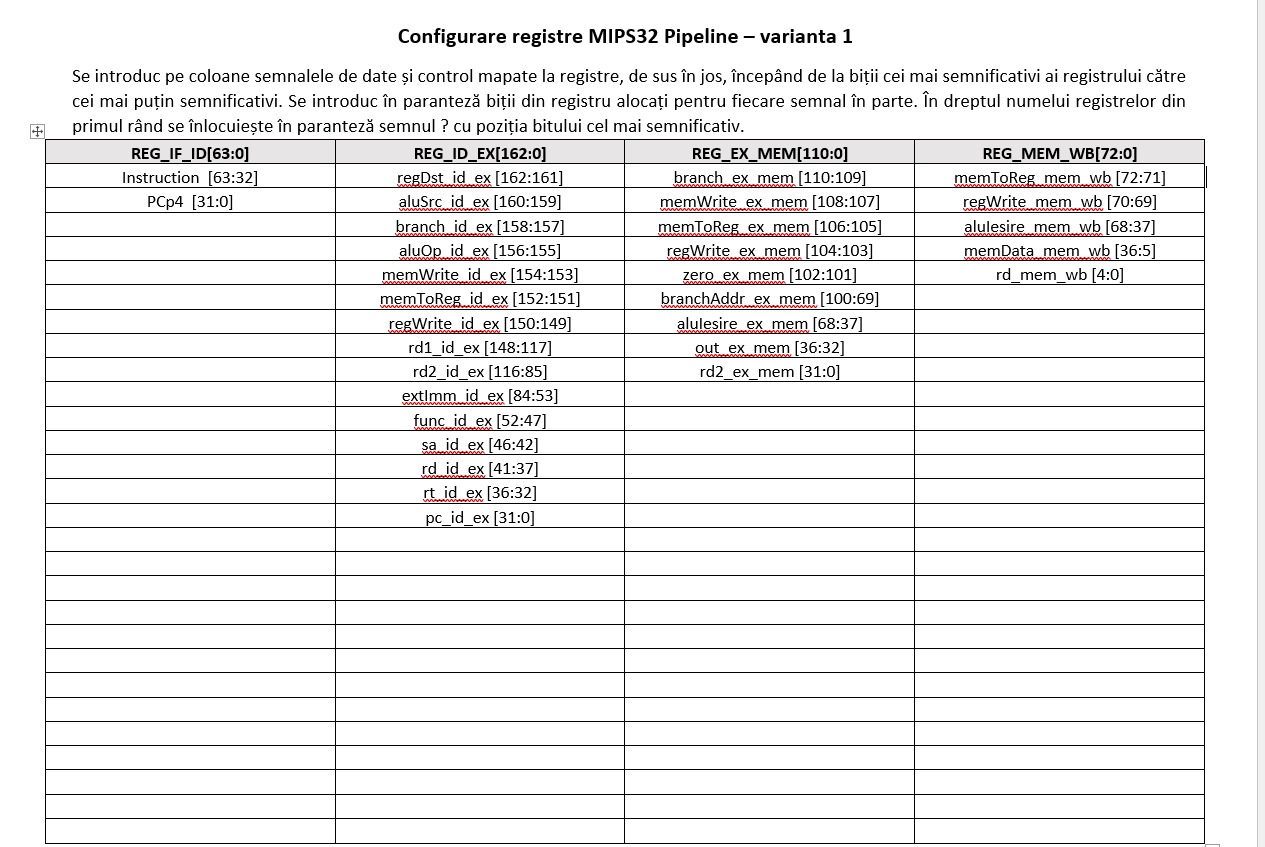 Configurare registre MIPS32 Pipeline – varianta 1
Se introduc pe coloane semnalele de date și control mapate la registre, de sus în jos, începând de la biții cei mai semnificativi ai registrului către
cei mai puțin semnificativi. Se introduc în paranteză biții din registru alocați pentru fiecare semnal în parte. În dreptul numelui registrelor din
primul rând se înlocuiește în paranteză semnul ? cu poziția bitului cel mai semnificativ.
REG_IF_ID[63:0] REG_ID_EX[162:0] REG_EX_MEM[110:0] REG_MEM_WB[72:0]
Instruction [63:32] regDst_id_ex [162:161] branch_ex_mem [110:109] memToReg_mem_wb [72:71]
PCp4 [31:0] aluSrc_id_ex [160:159] memWrite_ex_mem [108:107] regWrite_mem_wb [70:69]
branch_id_ex [158:157] memToReg_ex_mem [106:105] aluIesire_mem_wb [68:37]
aluOp_id_ex [156:155] regWrite_ex_mem [104:103] memData_mem_wb [36:5]
memWrite_id_ex [154:153] zero_ex_mem [102:101] rd_mem_wb [4:0]
memToReg_id_ex [152:151] branchAddr_ex_mem [100:69]
regWrite_id_ex [150:149] aluIesire_ex_mem [68:37]
rd1_id_ex [148:117] out_ex_mem [36:32]
rd2_id_ex [116:85] rd2_ex_mem [31:0]
extImm_id_ex [84:53]
func_id_ex [52:47]
sa_id_ex [46:42]
rd_id_ex [41:37]
rt_id_ex [36:32]
pc_id_ex [31:0]